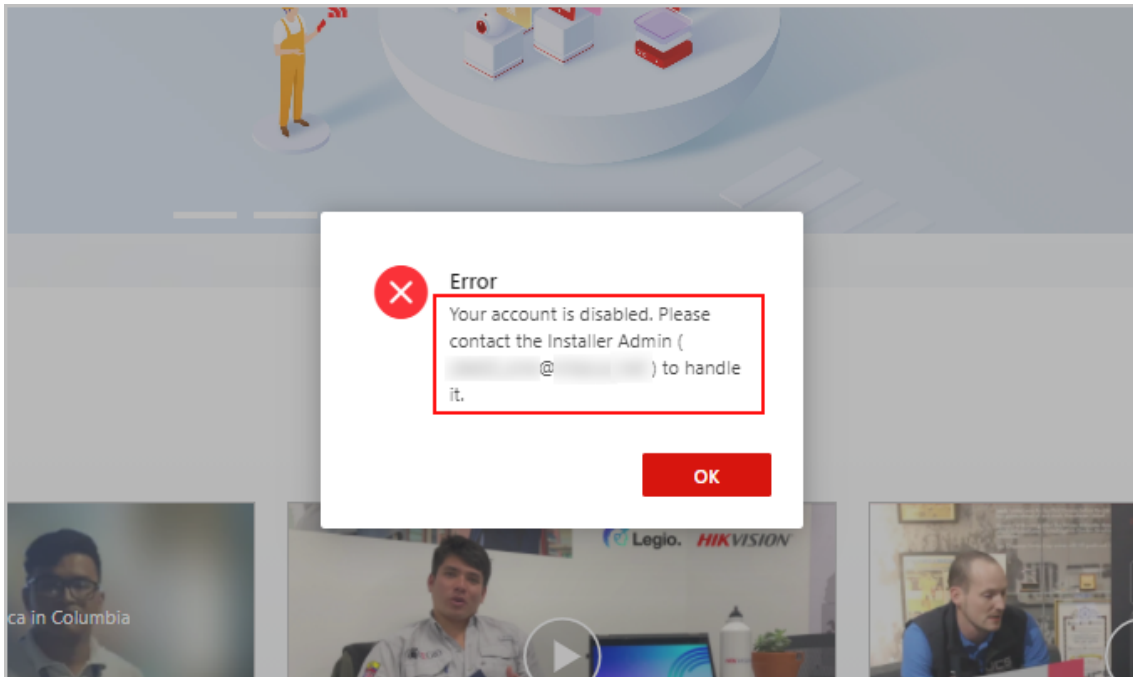 Error
Your account is disabled. Please
contact the Installer Admin (
@ ) to handle
it.
OK
Legio. HIKVISION
ca in Columbia